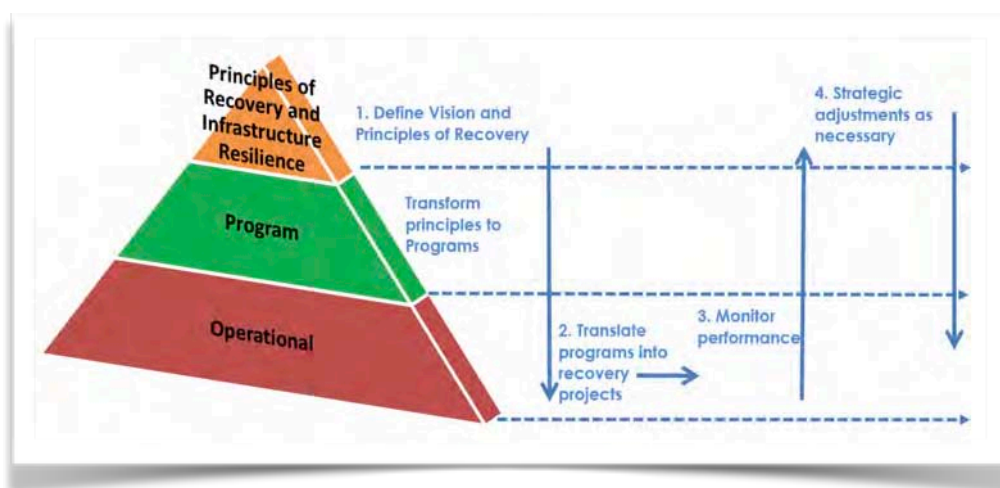 Principles of
Recovery and
Infrastructure
Resilience
Program
Operational
1. Define Vision and
Principles of Recovery
Transform
principles to
Programs
2. Translate
programs into
recovery
projects
3. Monitor
performance
4. Strategic
adjustments as
necessary